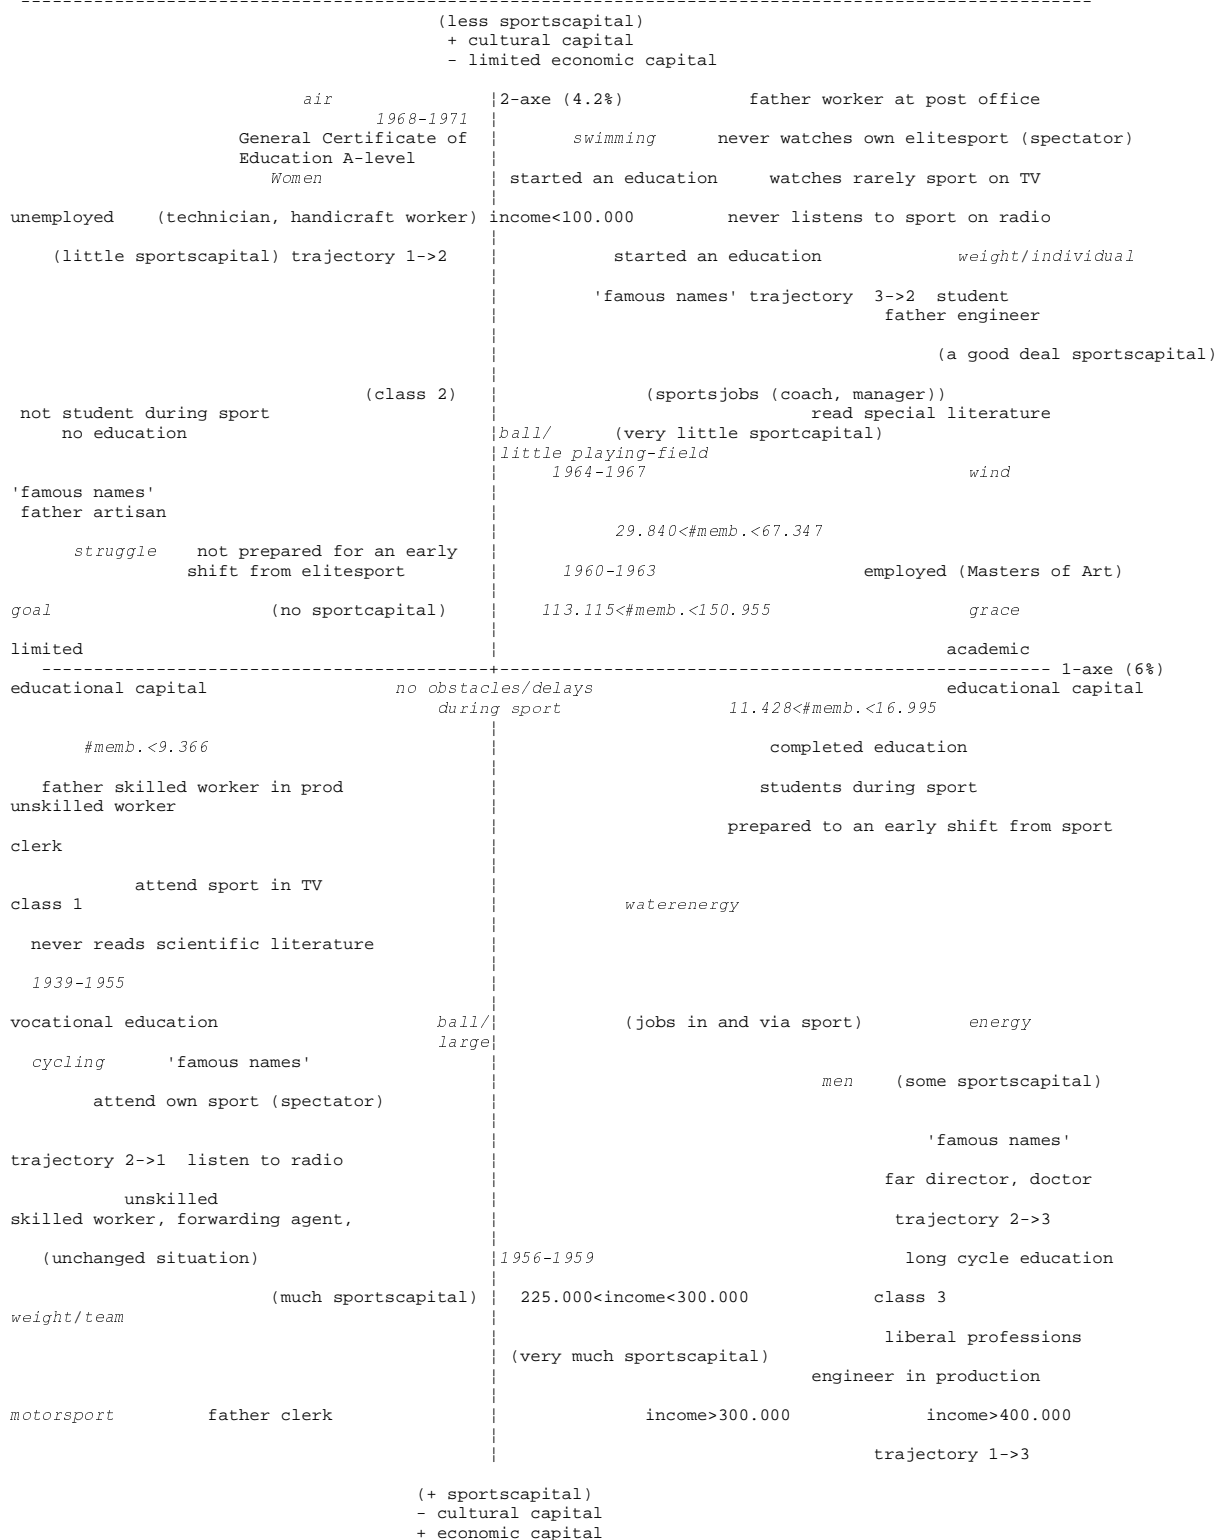 (less sportscapital)
+ cultural capital
- limited economic capital
air 2-axe (4.2%) father worker at post office
1968-1971
General Certificate of swimming never watches own elitesport (spectator)
Education A-level
Women started an education watches rarely sport on TV
unemployed (technician, handicraft worker) income<100.000 never listens to sport on radio
(little sportscapital) trajectory 1->2 started an education weight/individual
'famous names' trajectory 3->2 student
father engineer
(a good deal sportscapital)
(class 2) (sportsjobs (coach, manager))
not student during sport read special literature
no education ball/ (very little sportcapital)
little playing-field
1964-1967 wind
'famous names'
father artisan
29.840<#memb.<67.347
struggle not prepared for an early
shift from elitesport 1960-1963 employed (Masters of Art)
goal (no sportcapital) 113.115<#memb.<150.955 grace
limited academic
1-axe (6%)
educational capital no obstacles/delays educational capital
during sport 11.428<#memb.<16.995
#memb.<9.366 completed education
father skilled worker in prod students during sport
unskilled worker
prepared to an early shift from sport
clerk
attend sport in TV
class 1 waterenergy
never reads scientific literature
1939-1955
vocational education ball/ (jobs in and via sport) energy
large
cycling 'famous names'
men (some sportscapital)
attend own sport (spectator)
'famous names'
trajectory 2->1 listen to radio
far director, doctor
unskilled
skilled worker, forwarding agent, trajectory 2->3
(unchanged situation) 1956-1959 long cycle education
(much sportscapital) 225.000<income<300.000 class 3
weight/team
liberal professions
(very much sportscapital)
engineer in production
motorsport father clerk income>300.000 income>400.000
trajectory 1->3
(+ sportscapital)
- cultural capital
+ economic capital